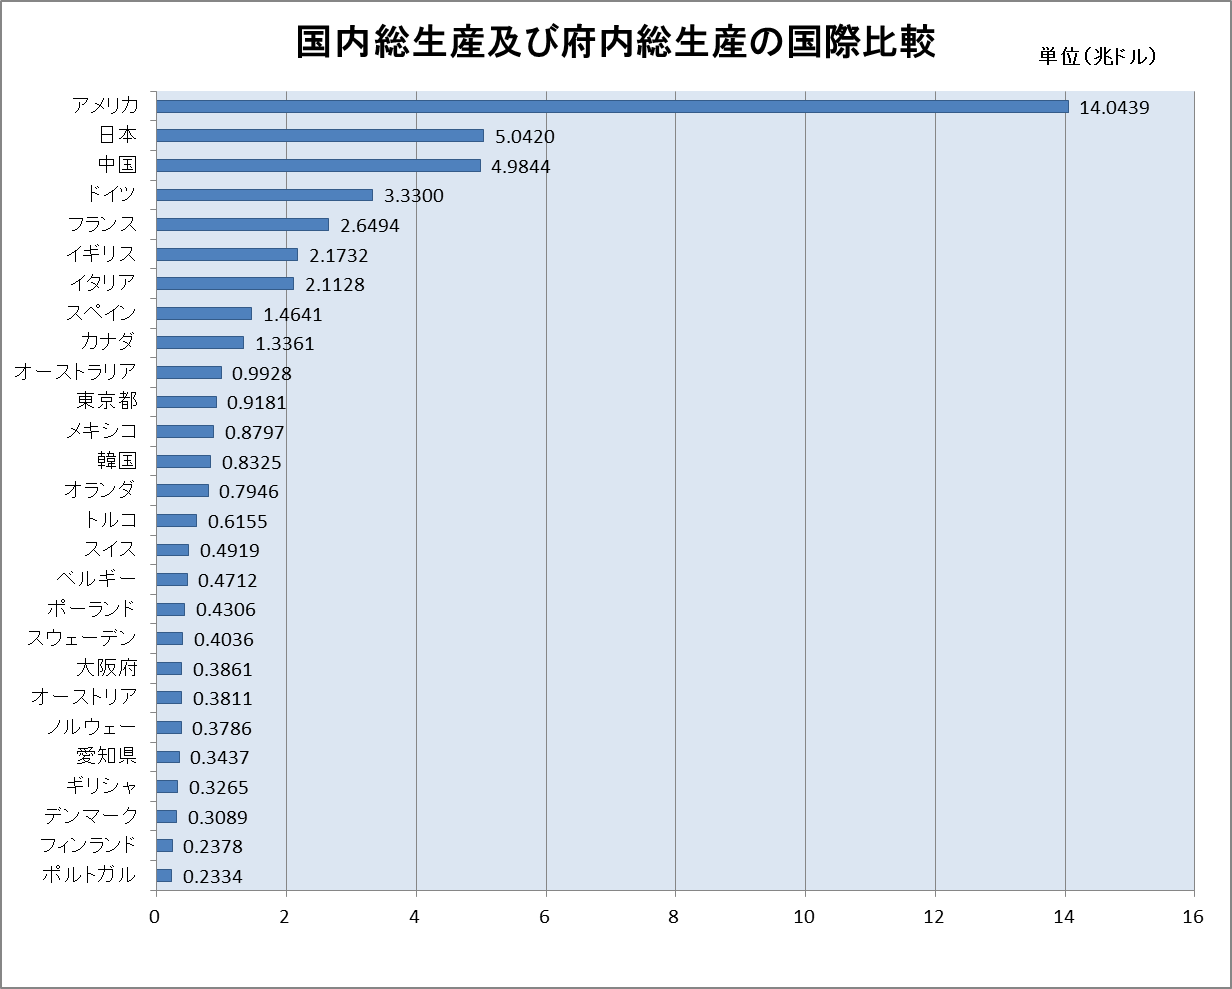 国内総生産及び府内総生産の国際比較
単位(兆ドル)
アメリカ 14.0439
日本 5.0420
中国 4.9844
ドイツ 3.3300
フランス 2.6494
イギリス 2.1732
イタリア 2.1128
スペイン 1.4641
カナダ 1.3361
オーストラリア 0.9928
東京都 0.9181
メキシコ 0.8797
韓国 0.8325
オランダ 0.7946
トルコ 0.6155
スイス 0.4919
ベルギー 0.4712
ポーランド 0.4306
スウェーデン 0.4036
大阪府 0.3861
オーストリア 0.3811
ノルウェー 0.3786
愛知県 0.3437
ギリシャ 0.3265
デンマーク 0.3089
フィンランド 0.2378
ポルトガル 0.2334
0 2 4 6 8 10 12 14 16